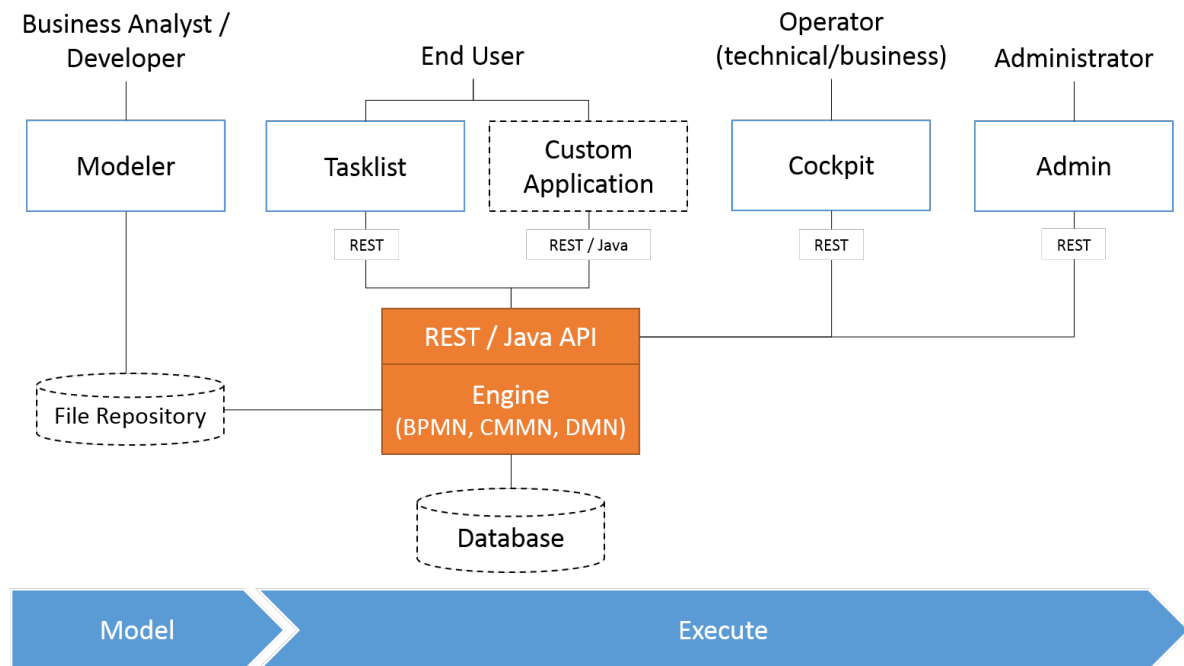 Business Analyst /
Developer
End User
Operator
(technical/business)
Administrator
Modeler
Tasklist
Custom
Application
Cockpit
Admin
REST
REST / Java
REST
REST
REST / Java API
Engine
(BPMN, CMMN, DMN)
File Repository
Database
Model
Execute